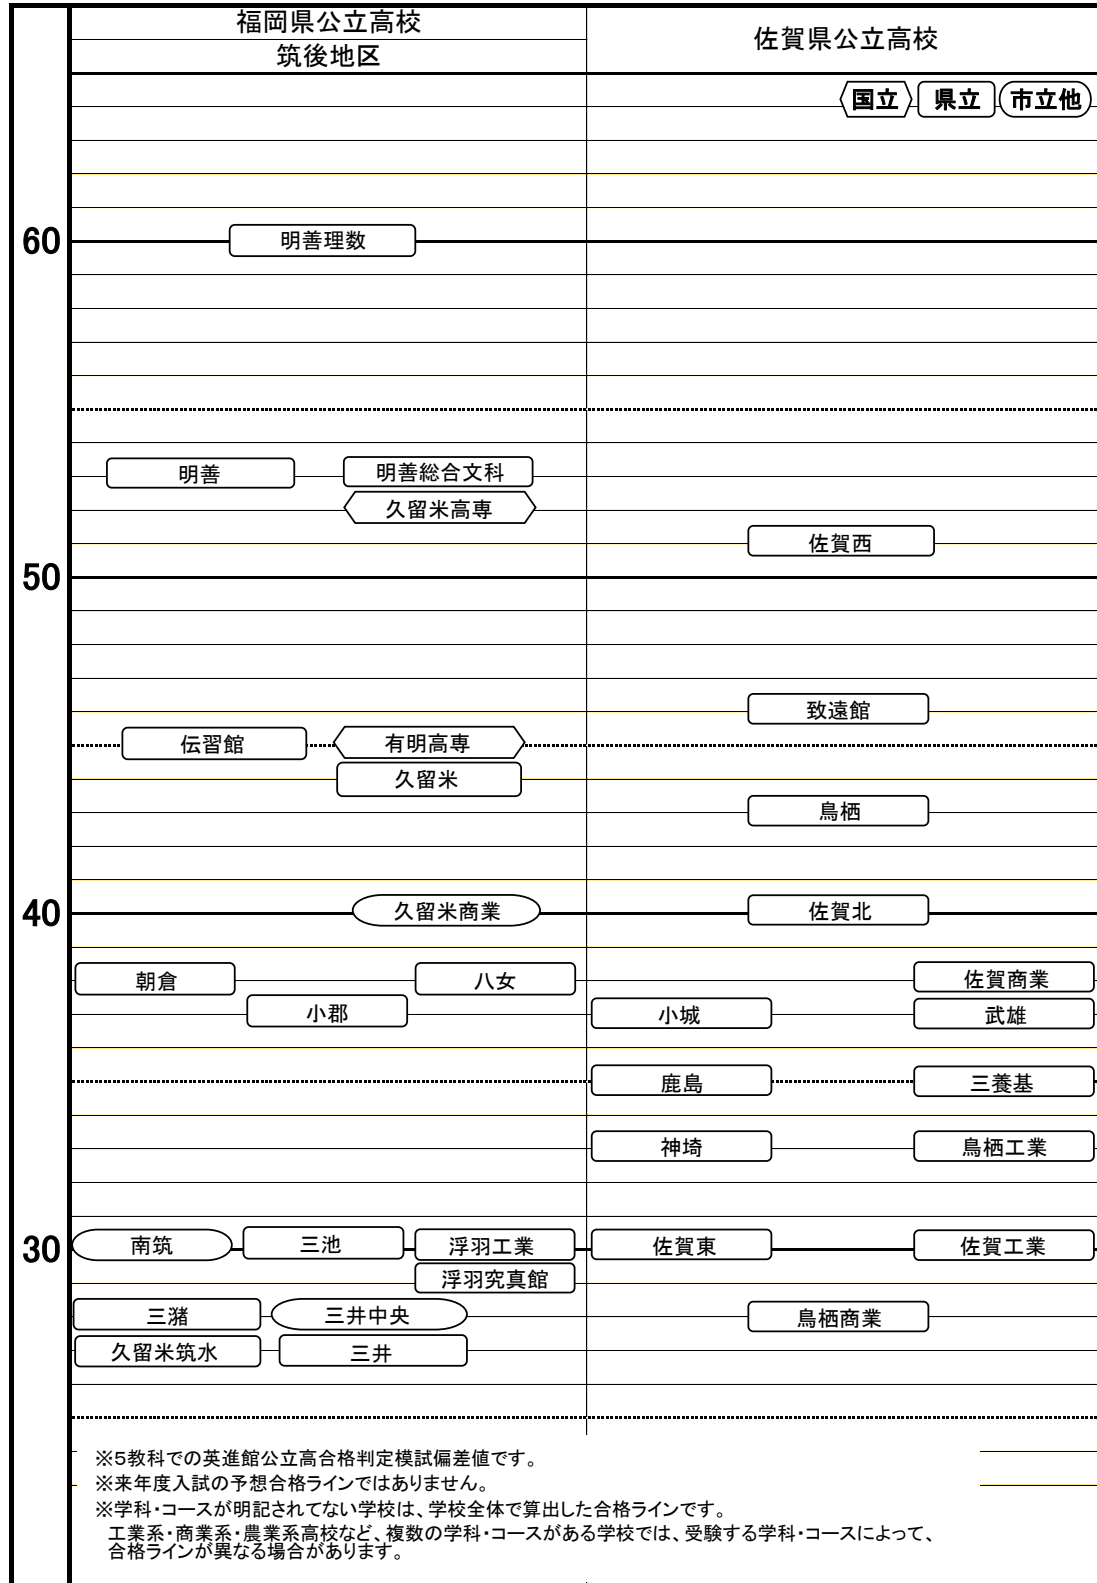 福岡県公立高校
筑後地区
佐賀県公立高校
国立 県立 市立他
60
明善理数
明善 明善総合文科
久留米高専
佐賀西
50
致遠館
伝習館 有明高専
久留米
鳥栖
40
久留米商業 佐賀北
朝倉 八女 佐賀商業
小郡 小城 武雄
鹿島 三養基
神埼 鳥栖工業
30
南筑 三池 浮羽工業 佐賀東 佐賀工業
浮羽究真館
三潴 三井中央 鳥栖商業
久留米筑水 三井
※5教科での英進館公立高合格判定模試偏差値です。
※来年度入試の予想合格ラインではありません。
※学科・コースが明記されてない学校は、学校全体で算出した合格ラインです。
工業系・商業系・農業系高校など、複数の学科・コースがある学校では、受験する学科・コースによって、
合格ラインが異なる場合があります。